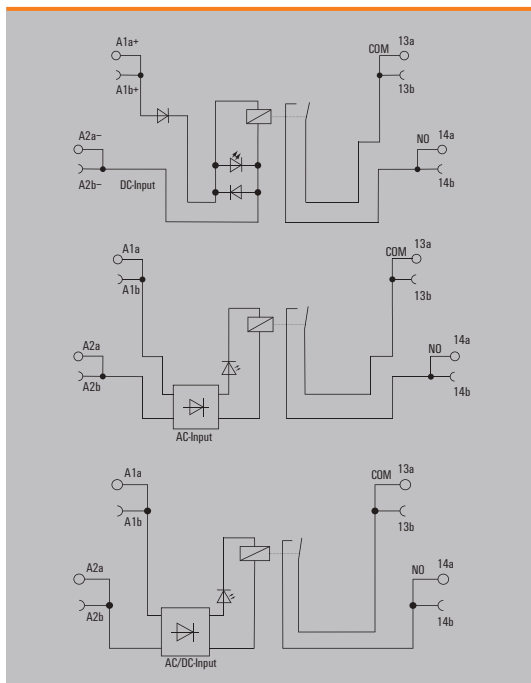 A1a+
COM 13a
A1b+
13b
A2a–
NO 14a
A2b– DC-Input
14b
A1a
COM 13a
A1b
13b
A2a
NO 14a
A2b
14b
AC-Input
A1a
COM 13a
A1b
13b
A2a
NO 14a
A2b
14b
AC/DC-Input